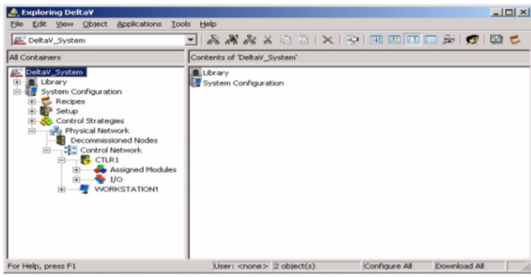 Exploring DeltaV
File Edit View Object Applications Tools Help
DeltaV_System
All Containers
Contents of 'DeltaV_System'
DeltaV_System
Library
System Configuration
Recipes
Setup
Control Strategies
Physical Network
Decommissioned Nodes
Control Network
CTLR1
Assigned Modules
I/O
WORKSTATION1
Library
System Configuration
For Help, press F1
User: <none>
2 object(s)
Configure All
Download All